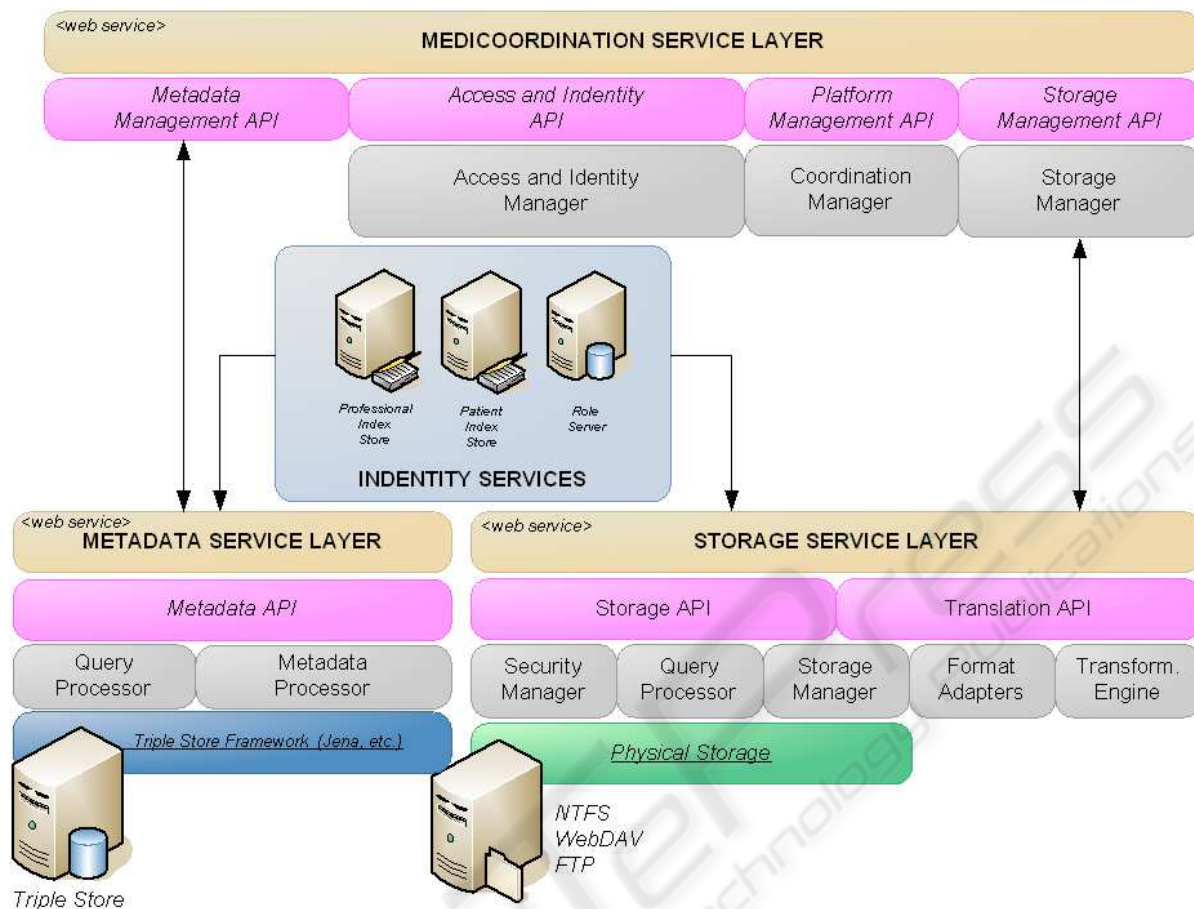 <web service>
MEDICOORDINATION SERVICE LAYER
Metadata
Management API
Access and Indentity
API
Platform
Management API
Storage
Management API
Access and Identity
Manager
Coordination
Manager
Storage
Manager
Professional
Index
Store
Patient
Index
Store
Role
Server
INDENTITY SERVICES
<web service>
METADATA SERVICE LAYER
Metadata API
Query
Processor
Metadata
Processor
Triple Store Framework (Jena, etc.)
Triple Store
<web service>
STORAGE SERVICE LAYER
Storage API
Translation API
Security
Manager
Query
Processor
Storage
Manager
Format
Adapters
Transform.
Engine
Physical Storage
NTFS
WebDAV
FTP